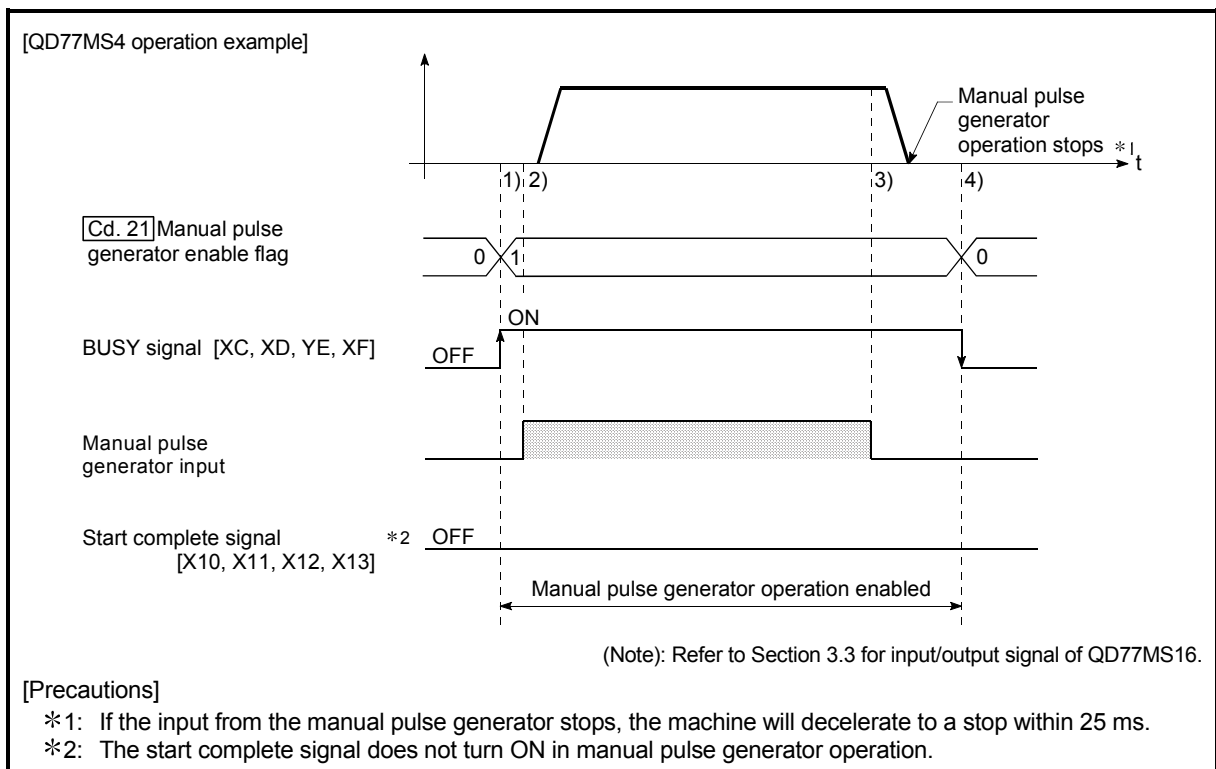 [QD77MS4 operation example]
Manual pulse
generator
operation stops *1
t
1) 2) 3) 4)
Cd. 21 Manual pulse
generator enable flag
0 1 0
ON
BUSY signal [XC, XD, YE, XF]
OFF
Manual pulse
generator input
Start complete signal *2 OFF
[X10, X11, X12, X13]
Manual pulse generator operation enabled
(Note): Refer to Section 3.3 for input/output signal of QD77MS16.
[Precautions]
*1: If the input from the manual pulse generator stops, the machine will decelerate to a stop within 25 ms.
*2: The start complete signal does not turn ON in manual pulse generator operation.